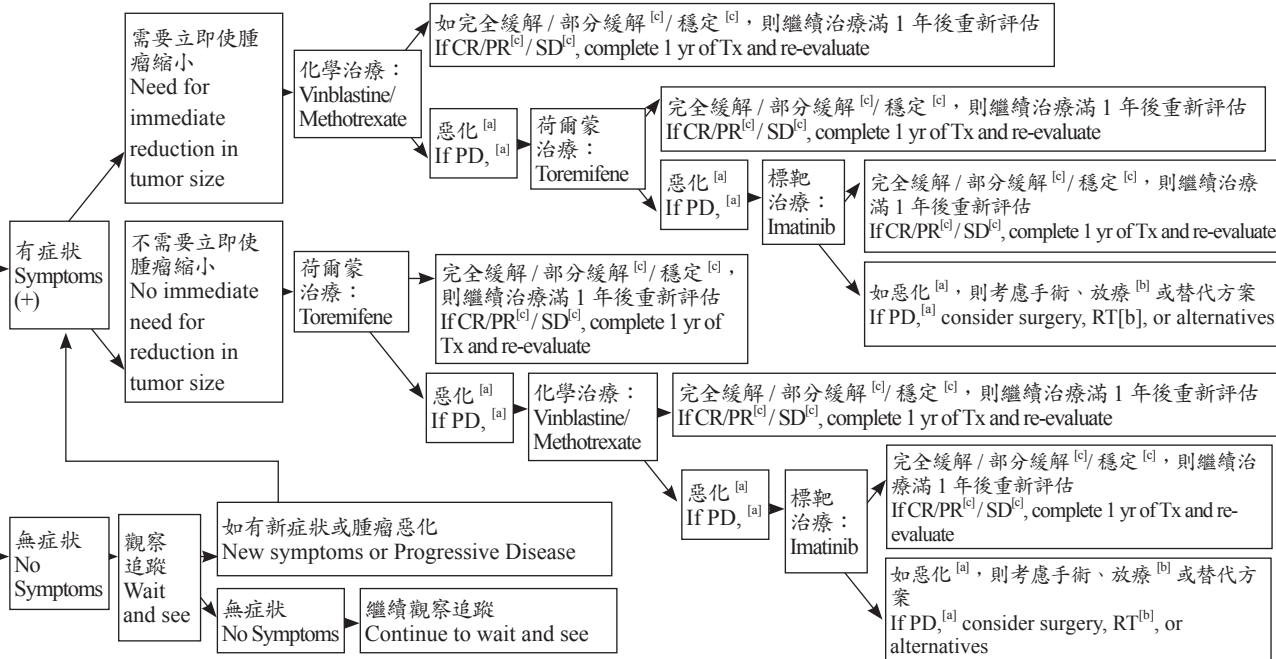 需要立即使腫
瘤縮小
Need for
immediate
reduction in
tumor size
化學治療：
Vinblastine/
Methotrexate
如完全緩解 / 部分緩解 [c] / 穩定 [c]，則繼續治療滿 1 年後重新評估
If CR/PR[c]/ SD[c], complete 1 yr of Tx and re-evaluate
惡化 [a]
If PD, [a]
荷爾蒙
治療：
Toremifene
完全緩解 / 部分緩解 [c]/ 穩定 [c]，則繼續治療滿 1 年後重新評估
If CR/PR[c]/ SD[c], complete 1 yr of Tx and re-evaluate
惡化 [a]
If PD, [a]
標靶
治療：
Imatinib
完全緩解 / 部分緩解 [c]/ 穩定 [c]，則繼續治療
滿 1 年後重新評估
If CR/PR[c]/ SD[c], complete 1 yr of Tx and re-evaluate
如惡化 [a]，則考慮手術、放療 [b] 或替代方案
If PD,[a] consider surgery, RT[b], or alternatives
有症狀
Symptoms
(+)
不需要立即使
腫瘤縮小
No immediate
need for
reduction in
tumor size
荷爾蒙
治療：
Toremifene
完全緩解 / 部分緩解 [c]/ 穩定 [c]，
則繼續治療滿 1 年後重新評估
If CR/PR[c]/ SD[c], complete 1 yr of
Tx and re-evaluate
惡化 [a]
If PD, [a]
化學治療：
Vinblastine/
Methotrexate
完全緩解 / 部分緩解 [c]/ 穩定 [c]，則繼續治療滿 1 年後重新評估
If CR/PR[c]/ SD[c], complete 1 yr of Tx and re-evaluate
惡化 [a]
If PD, [a]
標靶
治療：
Imatinib
完全緩解 / 部分緩解 [c]/ 穩定 [c]，則繼續治
療滿 1 年後重新評估
If CR/PR[c]/ SD[c], complete 1 yr of Tx and re-
evaluate
如惡化 [a]，則考慮手術、放療 [b] 或替代方
案
If PD,[a] consider surgery, RT[b], or
alternatives
無症狀
No
Symptoms
觀察
追蹤
Wait
and see
如有新症狀或腫瘤惡化
New symptoms or Progressive Disease
無症狀
No Symptoms
繼續觀察追蹤
Continue to wait and see